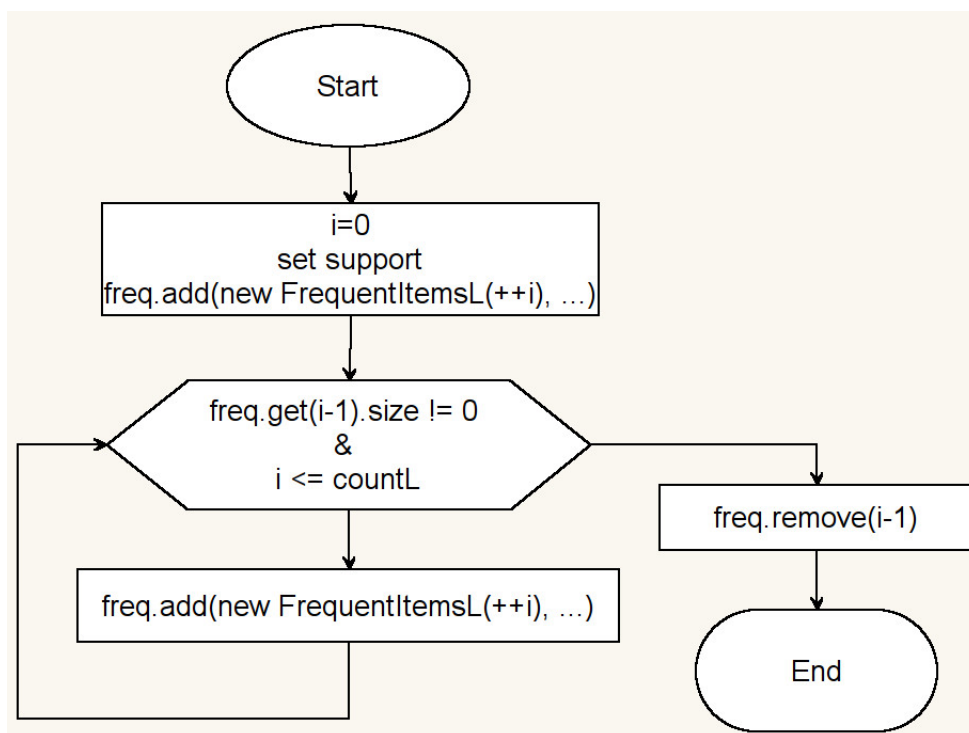 Start
i=0
set support
freq.add(new FrequentItemsL(++i), ...)
freq.get(i-1).size != 0
&
i <= countL
freq.remove(i-1)
freq.add(new FrequentItemsL(++i), ...)
End